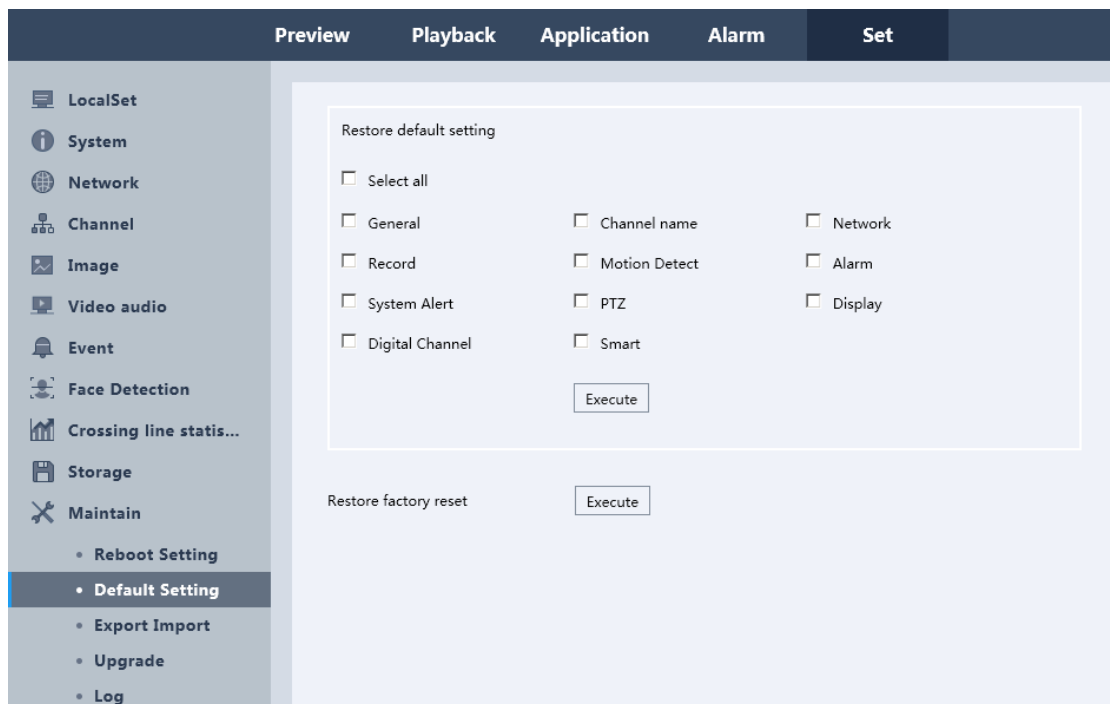 Preview Playback Application Alarm Set
LocalSet
System
Network
Channel
Image
Video audio
Event
Face Detection
Crossing line statis...
Storage
Maintain
Reboot Setting
Default Setting
Export Import
Upgrade
Log
Restore default setting
Select all
General Channel name Network
Record Motion Detect Alarm
System Alert PTZ Display
Digital Channel Smart
Execute
Restore factory reset Execute